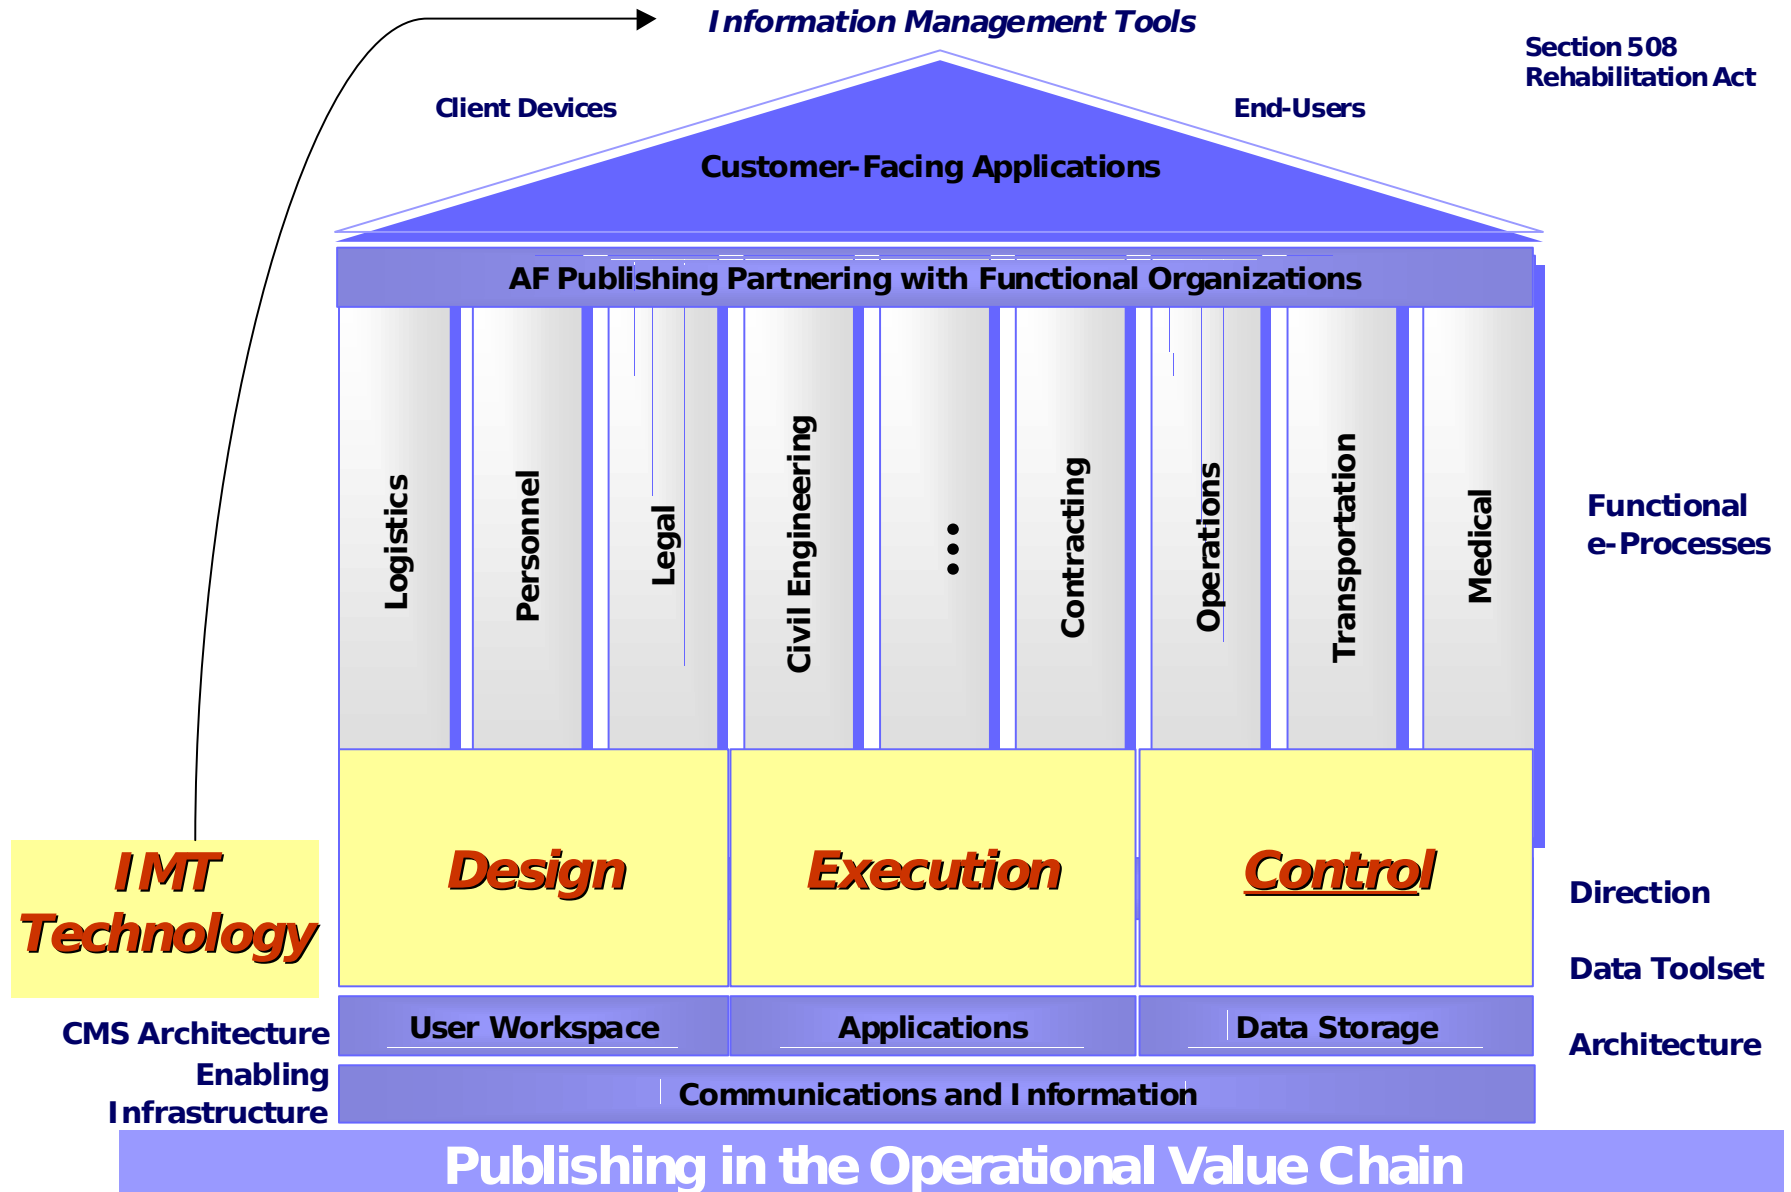 Information Management Tools
Section 508
Rehabilitation Act
Client Devices
End-Users
Customer-Facing Applications
AF Publishing Partnering with Functional Organizations
Logistics
Personnel
Legal
Civil Engineering
...
Contracting
Operations
Transportation
Medical
Functional
e-Processes
IMT
Technology
Design
Execution
Control
Direction
Data Toolset
Architecture
CMS Architecture
User Workspace
Applications
Data Storage
Enabling
Infrastructure
Communications and Information
Publishing in the Operational Value Chain